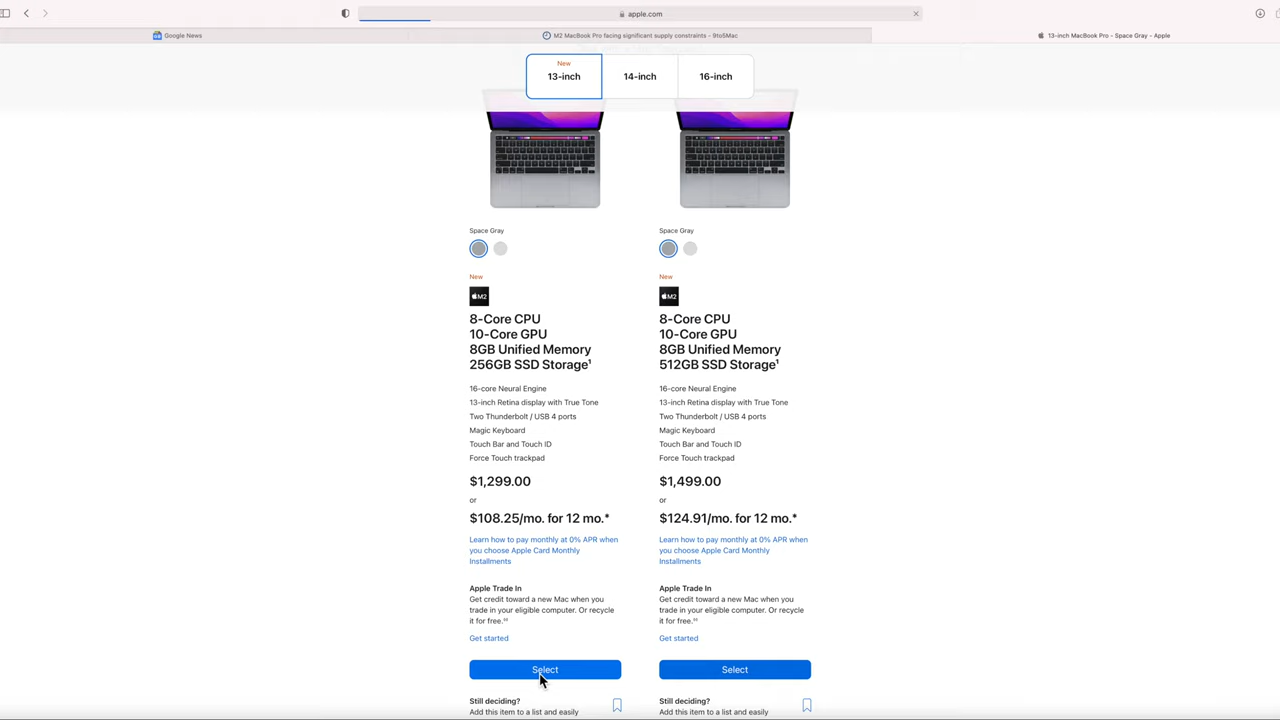 apple.com
Google News
M2 MacBook Pro facing significant supply constraints - 9to5Mac
13-inch MacBook Pro - Space Gray - Apple
New
13-inch
14-inch
16-inch
Space Gray
New
M2
8-Core CPU
10-Core GPU
8GB Unified Memory
256GB SSD Storage¹
16-core Neural Engine
13-inch Retina display with True Tone
Two Thunderbolt / USB 4 ports
Magic Keyboard
Touch Bar and Touch ID
Force Touch trackpad
$1,299.00
or
$108.25/mo. for 12 mo.*
Learn how to pay monthly at 0% APR when
you choose Apple Card Monthly
Installments
Apple Trade In
Get credit toward a new Mac when you
trade in your eligible computer. Or recycle
it for free.
Get started
Select
Still deciding?
Add this item to a list and easily
Space Gray
New
M2
8-Core CPU
10-Core GPU
8GB Unified Memory
512GB SSD Storage¹
16-core Neural Engine
13-inch Retina display with True Tone
Two Thunderbolt / USB 4 ports
Magic Keyboard
Touch Bar and Touch ID
Force Touch trackpad
$1,499.00
or
$124.91/mo. for 12 mo.*
Learn how to pay monthly at 0% APR when
you choose Apple Card Monthly
Installments
Apple Trade In
Get credit toward a new Mac when you
trade in your eligible computer. Or recycle
it for free.
Get started
Select
Still deciding?
Add this item to a list and easily